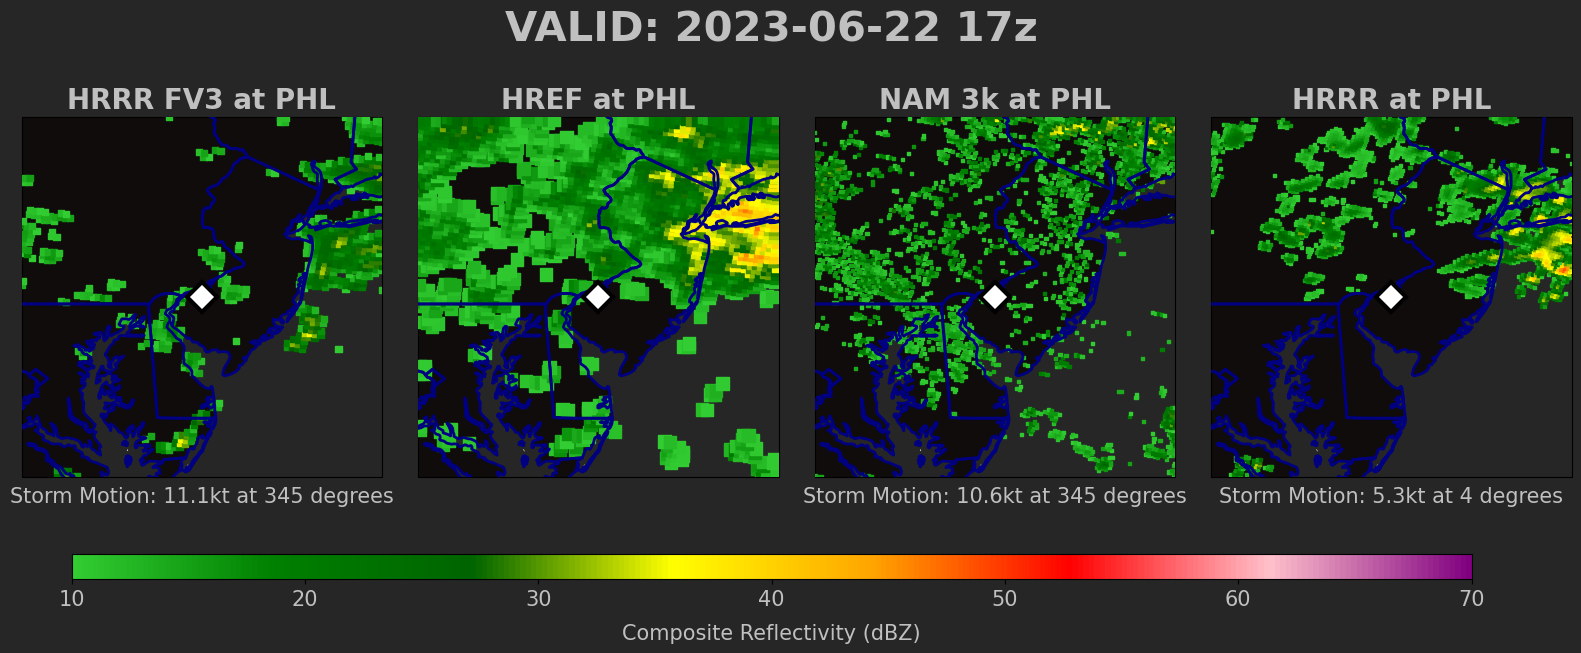 VALID: 2023-06-22 17z
HRRR FV3 at PHL
HREF at PHL
NAM 3k at PHL
HRRR at PHL
Storm Motion: 11.1kt at 345 degrees
Storm Motion: 10.6kt at 345 degrees
Storm Motion: 5.3kt at 4 degrees
10 20 30 40 50 60 70
Composite Reflectivity (dBZ)